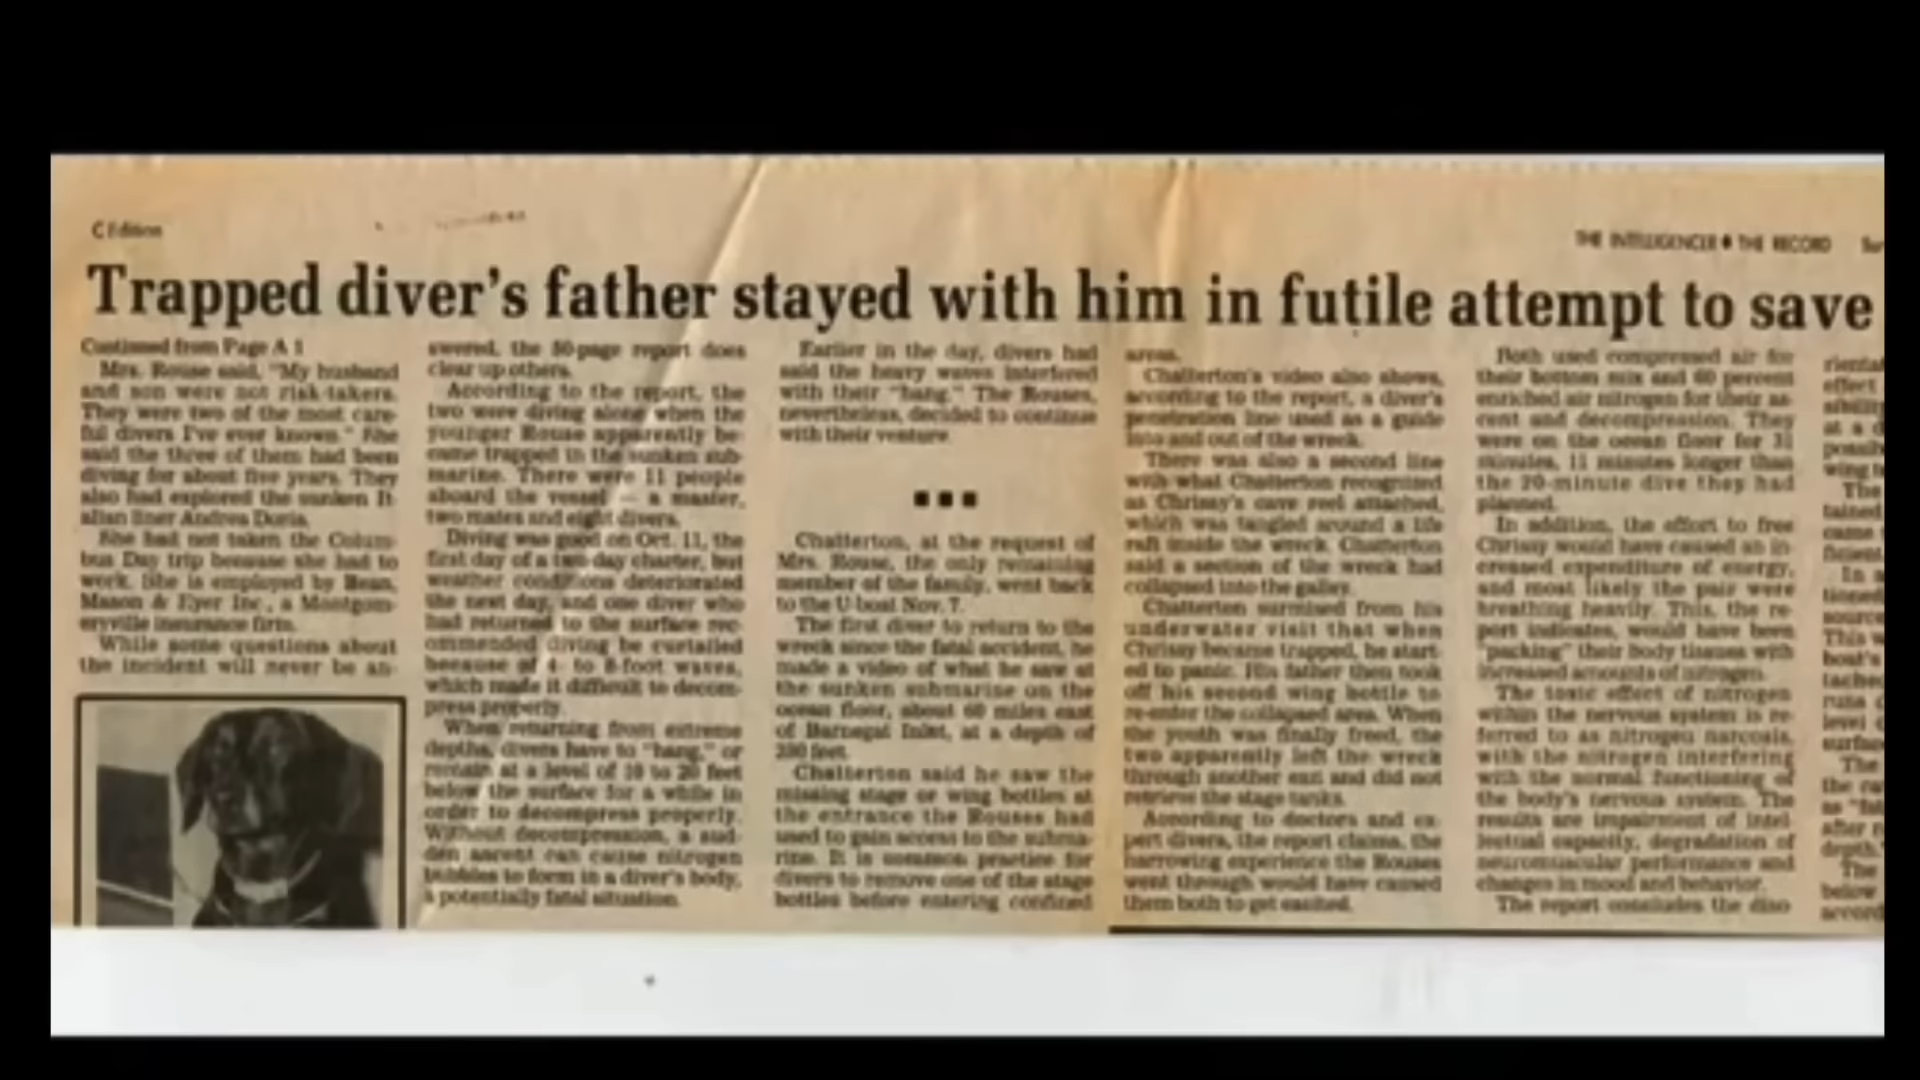 C Edition
THE INTELLIGENCER ♦ THE RECORD
Trapped diver's father stayed with him in futile attempt to save
Continued from Page A 1
Mrs. Rouse said, "My husband
and son were not risk-takers.
They were two of the most care-
ful divers I've ever known." She
said the three of them had been
diving for about five years. They
also had explored the sunken It-
alian liner Andrea Doria.
She had not taken the Colum-
bus Day trip because she had to
work. She is employed by Bean,
Mason & Eyer Inc., a Montgom-
eryville insurance firm.
While some questions about
the incident will never be an-
swered, the 50-page report does
clear up others.
According to the report, the
two were diving alone when the
younger Rouse apparently be-
came trapped in the sunken sub-
marine. There were 11 people
aboard the vessel — a master,
two mates and eight divers.
Diving was good on Oct. 11, the
first day of a two-day charter, but
weather conditions deteriorated
the next day, and one diver who
had returned to the surface rec-
ommended diving be curtailed
because of 4- to 8-foot waves,
which made it difficult to decom-
press properly.
When returning from extreme
depths, divers have to "hang," or
remain at a level of 10 to 20 feet
below the surface for a while in
order to decompress properly.
Without decompression, a sud-
den ascent can cause nitrogen
bubbles to form in a diver's body,
a potentially fatal situation.
Earlier in the day, divers had
said the heavy waves interfered
with their "hang." The Rouses,
nevertheless, decided to continue
with their venture.
Chatterton, at the request of
Mrs. Rouse, the only remaining
member of the family, went back
to the U-boat Nov. 7.
The first diver to return to the
wreck since the fatal accident, he
made a video of what he saw at
the sunken submarine on the
ocean floor, about 60 miles east
of Barnegat Inlet, at a depth of
feet.
Chatterton said he saw the
missing stage or wing bottles at
the entrance the Rouses had
used to gain access to the subma-
rine. It is common practice for
divers to remove one of the stage
bottles before entering confined
areas.
Chatterton's video also shows,
according to the report, a diver's
penetration line used as a guide
into and out of the wreck.
There was also a second line
with what Chatterton recognized
as Chrissy's cave reel attached,
which was tangled around a life
raft inside the wreck. Chatterton
said a section of the wreck had
collapsed into the galley.
Chatterton surmised from his
underwater visit that when
Chrissy became trapped, he start-
ed to panic. His father then took
off his second wing bottle to
re-enter the collapsed area. When
the youth was finally freed, the
two apparently left the wreck
through another exit and did not
retrieve the stage tanks.
According to doctors and ex-
pert divers, the report claims, the
harrowing experience the Rouses
went through would have caused
them both to get excited.
Both used compressed air for
their bottom mix and 60 percent
enriched air nitrogen for their as-
cent and decompression. They
were on the ocean floor for 31
minutes, 11 minutes longer than
the 20-minute dive they had
planned.
In addition, the effort to free
Chrissy would have caused an in-
creased expenditure of energy,
and most likely the pair were
breathing heavily. This, the re-
port indicates, would have been
"packing" their body tissues with
increased amounts of nitrogen.
The toxic effect of nitrogen
within the nervous system is re-
ferred to as nitrogen narcosis,
with the nitrogen interfering
with the normal functioning of
the body's nervous system. The
results are impairment of intel-
lectual capacity, degradation of
neuromuscular performance and
changes in mood and behavior.
The report concludes the diso-